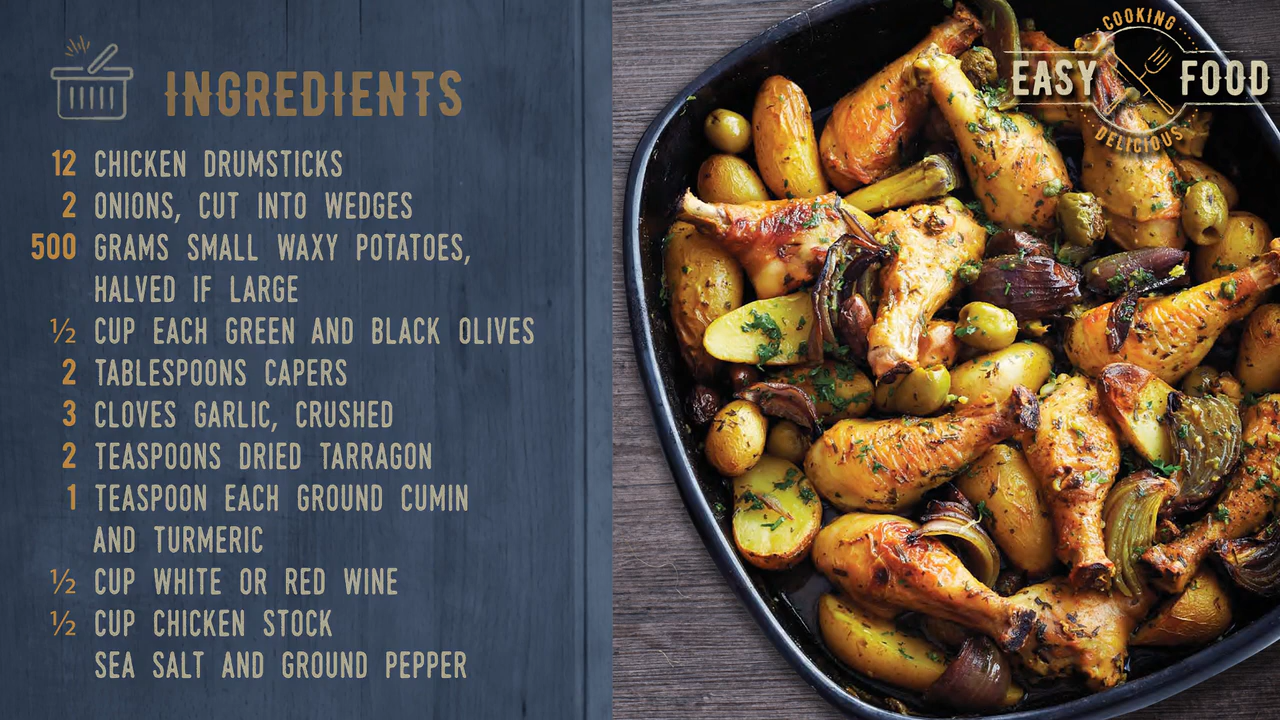 INGREDIENTS
12 CHICKEN DRUMSTICKS
2 ONIONS, CUT INTO WEDGES
500 GRAMS SMALL WAXY POTATOES,
HALVED IF LARGE
½ CUP EACH GREEN AND BLACK OLIVES
2 TABLESPOONS CAPERS
3 CLOVES GARLIC, CRUSHED
2 TEASPOONS DRIED TARRAGON
1 TEASPOON EACH GROUND CUMIN
AND TURMERIC
½ CUP WHITE OR RED WINE
½ CUP CHICKEN STOCK
SEA SALT AND GROUND PEPPER
COOKING
EASY FOOD
DELICIOUS